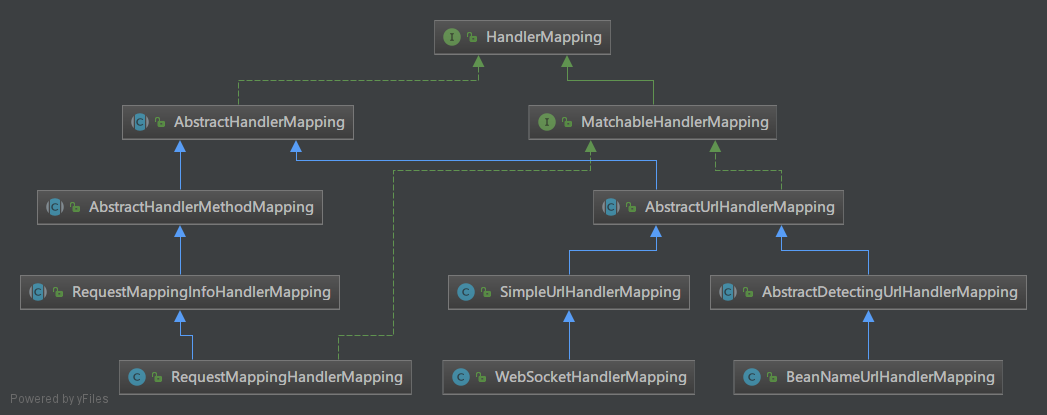 I HandlerMapping
C AbstractHandlerMapping
I MatchableHandlerMapping
C AbstractHandlerMethodMapping
C AbstractUrlHandlerMapping
C RequestMappingInfoHandlerMapping
C SimpleUrlHandlerMapping
C AbstractDetectingUrlHandlerMapping
C RequestMappingHandlerMapping
C WebSocketHandlerMapping
C BeanNameUrlHandlerMapping
Powered by yFiles